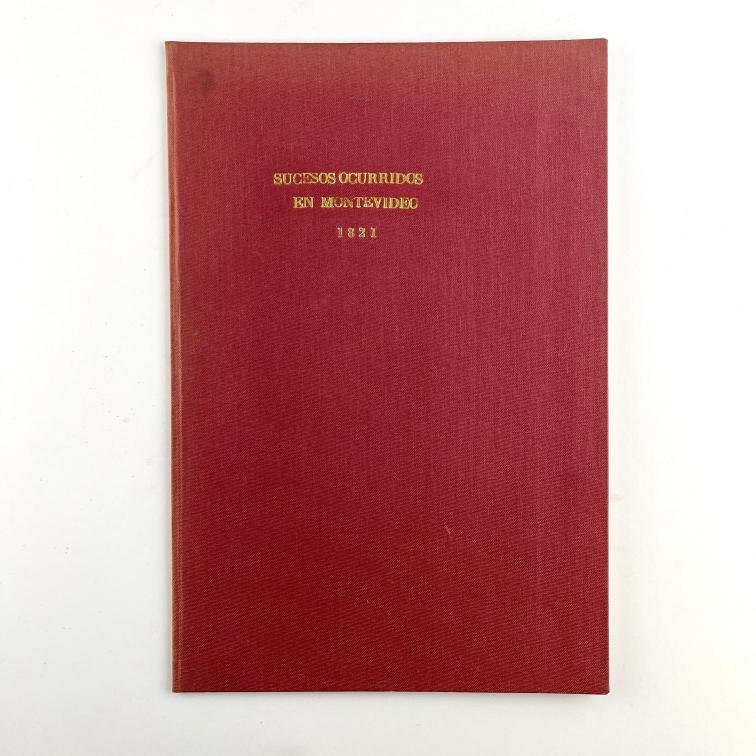 SUCESOS OCURRIDOS
EN MONTEVIDEO
1821